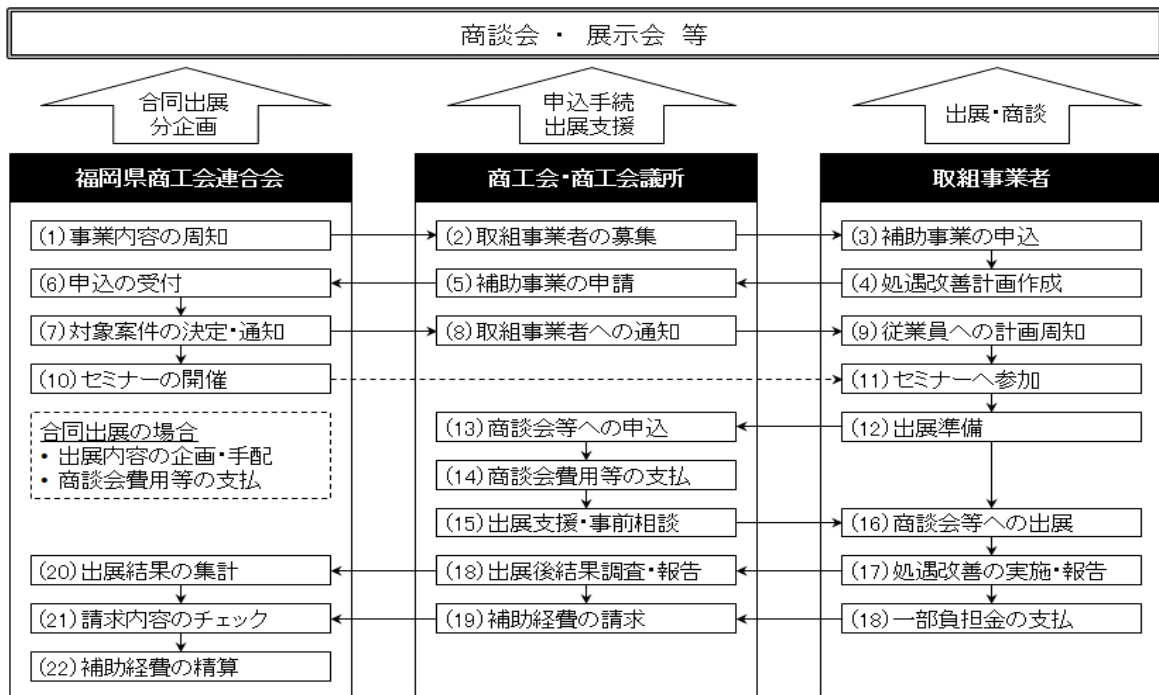 商談会 ・ 展示会 等
合同出展
分企画
申込手続
出展支援
出展・商談
福岡県商工会連合会
商工会・商工会議所
取組事業者
(1)事業内容の周知
(2)取組事業者の募集
(3)補助事業の申込
(6)申込の受付
(5)補助事業の申請
(4)処遇改善計画作成
(7)対象案件の決定・通知
(8)取組事業者への通知
(9)従業員への計画周知
(10)セミナーの開催
(11)セミナーへ参加
合同出展の場合
• 出展内容の企画・手配
• 商談会費用等の支払
(13)商談会等への申込
(12)出展準備
(14)商談会費用等の支払
(15)出展支援・事前相談
(16)商談会等への出展
(20)出展結果の集計
(18)出展後結果調査・報告
(17)処遇改善の実施・報告
(21)請求内容のチェック
(19)補助経費の請求
(18)一部負担金の支払
(22)補助経費の精算